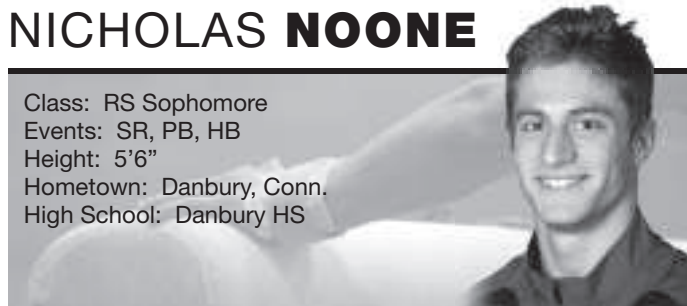 NICHOLAS NOONE
Class:  RS Sophomore
Events:  SR, PB, HB
Height:  5’6”
Hometown:  Danbury, Conn.
High School:  Danbury HS